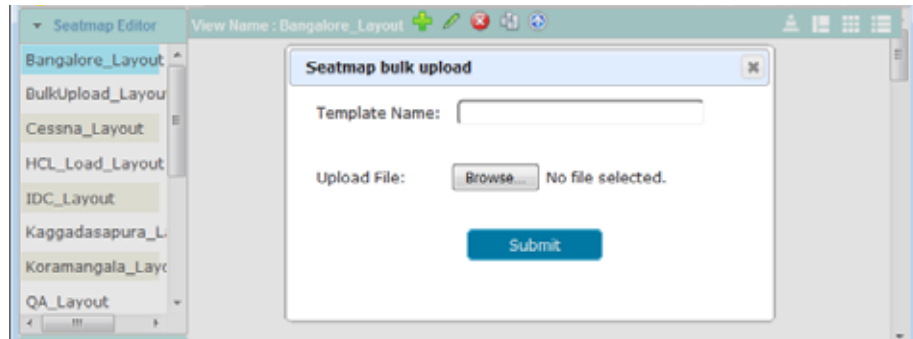 Seatmap Editor
View Name : Bangalore_Layout
Bangalore_Layout
BulkUpload_Layou
Cessna_Layout
HCL_Load_Layout
IDC_Layout
Kaggadasapura_L
Koramangala_Layo
QA_Layout
Seatmap bulk upload
Template Name:
Upload File:
Browse...
No file selected.
Submit